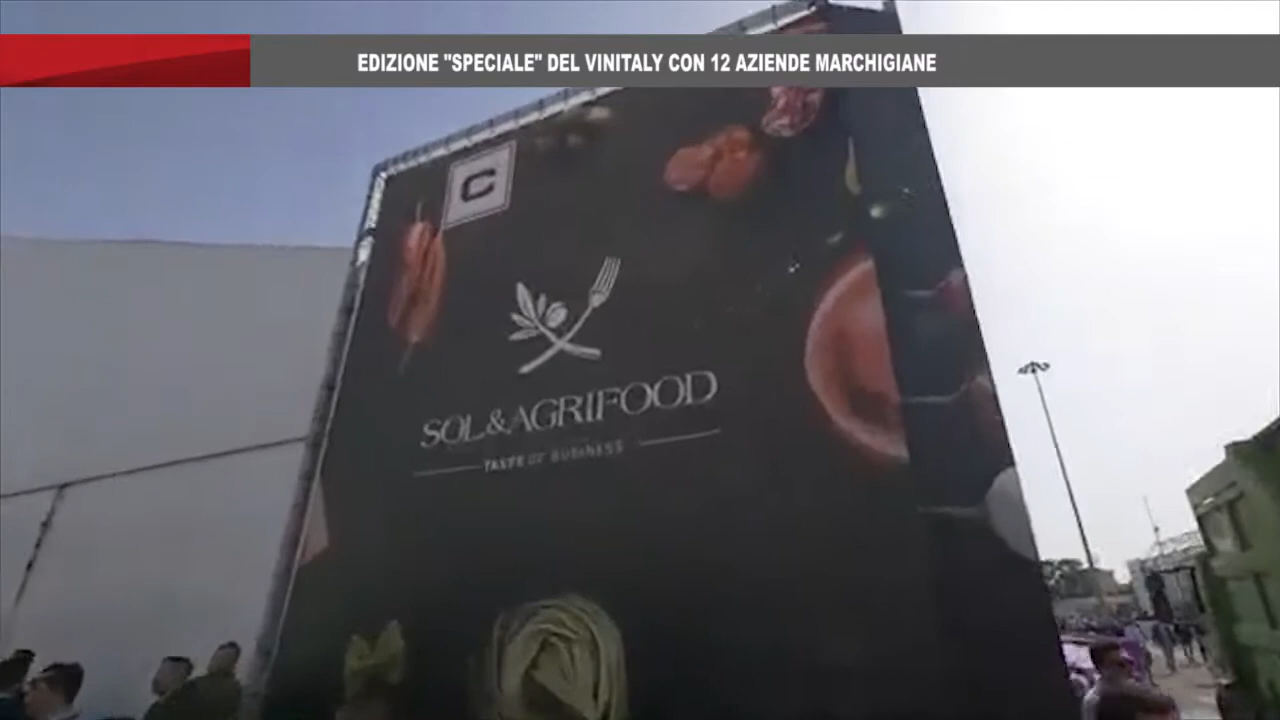 EDIZIONE "SPECIALE" DEL VINITALY CON 12 AZIENDE MARCHIGIANE
C
SOL&AGRIFOOD
TASTE OF BUSINESS